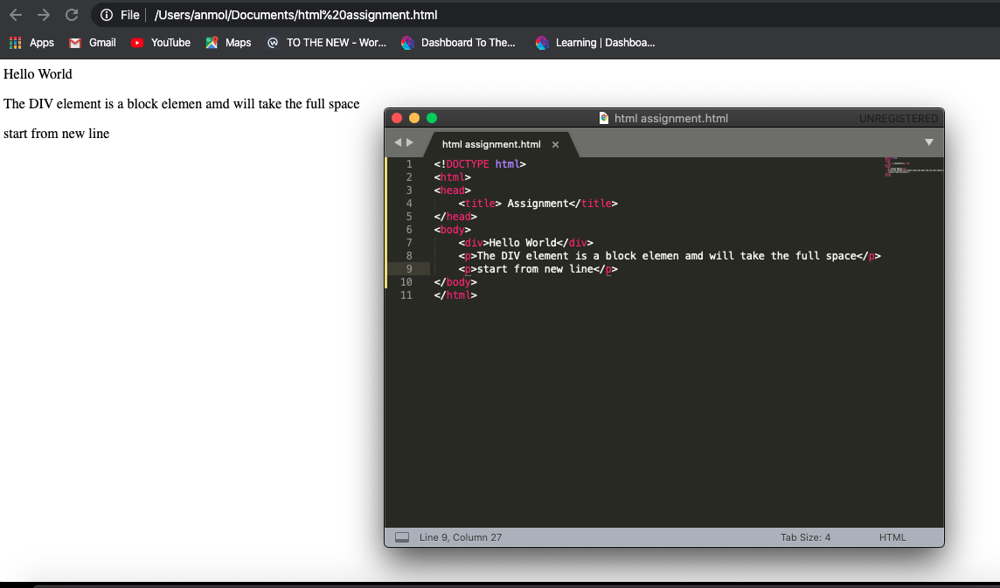 File /Users/anmol/Documents/html%20assignment.html
Apps Gmail YouTube Maps TO THE NEW - Wor... Dashboard To The... Learning | Dashboa...
Hello World
The DIV element is a block elemen amd will take the full space
start from new line
html assignment.html UNREGISTERED
html assignment.html
1 <!DOCTYPE html>
2 <html>
3 <head>
4 <title> Assignment</title>
5 </head>
6 <body>
7 <div>Hello World</div>
8 <p>The DIV element is a block elemen amd will take the full space</p>
9 <p>start from new line</p>
10 </body>
11 </html>
Line 9, Column 27 Tab Size: 4 HTML